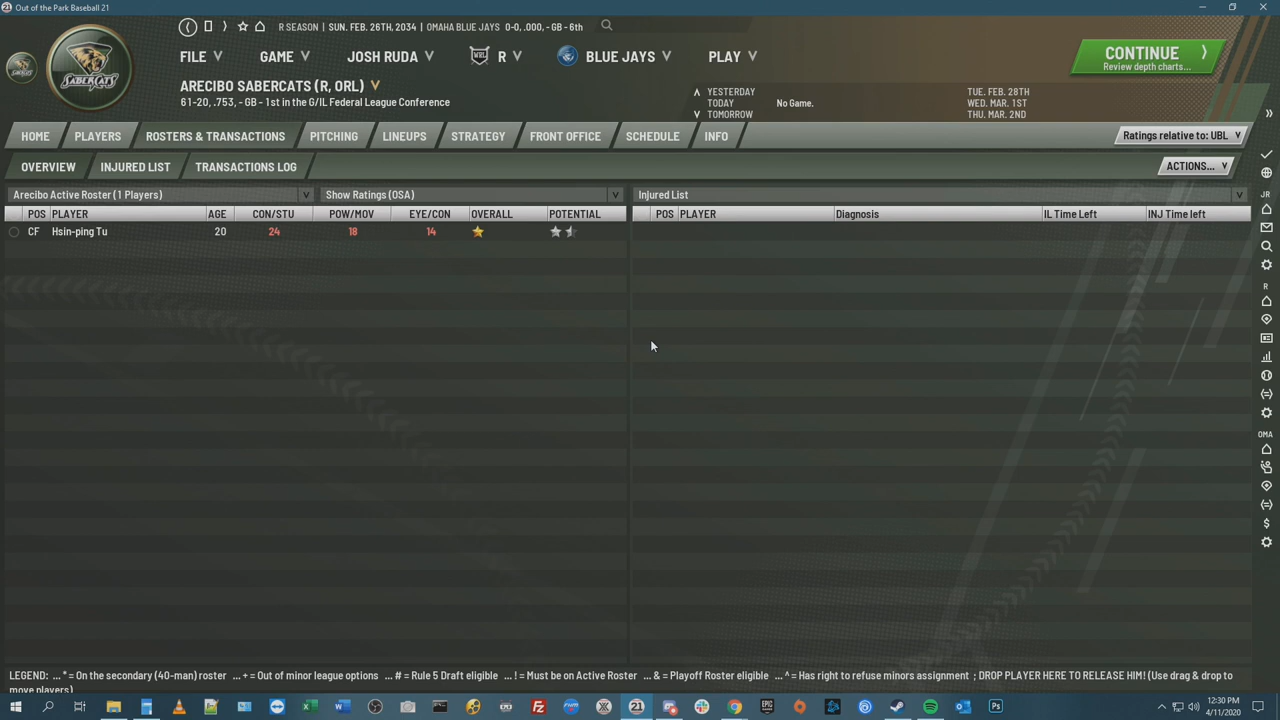 Out of the Park Baseball 21
R SEASON | SUN. FEB. 26TH, 2034 | OMAHA BLUE JAYS 0-0, .000, - GB - 6th
FILE GAME JOSH RUDA R BLUE JAYS PLAY
CONTINUE
Review depth charts...
SABERCATS
ARECIBO SABERCATS (R, ORL)
61-20, .753, - GB - 1st in the G/IL Federal League Conference
YESTERDAY
TODAY
TOMORROW
No Game.
TUE. FEB. 28TH
WED. MAR. 1ST
THU. MAR. 2ND
HOME PLAYERS ROSTERS & TRANSACTIONS PITCHING LINEUPS STRATEGY FRONT OFFICE SCHEDULE INFO Ratings relative to: UBL
OVERVIEW INJURED LIST TRANSACTIONS LOG ACTIONS...
Arecibo Active Roster (1 Players) Show Ratings (OSA) Injured List
POS PLAYER AGE CON/STU POW/MOV EYE/CON OVERALL POTENTIAL POS PLAYER Diagnosis IL Time Left INJ Time left
CF Hsin-ping Tu 20 24 18 14
JR
R
OMA
LEGEND: ... * = On the secondary (40-man) roster ... + = Out of minor league options ... # = Rule 5 Draft eligible ... ! = Must be on Active Roster ... & = Playoff Roster eligible ... ^ = Has right to refuse minors assignment ; DROP PLAYER HERE TO RELEASE HIM! (Use drag & drop to
move players)
12:30 PM
4/11/2020